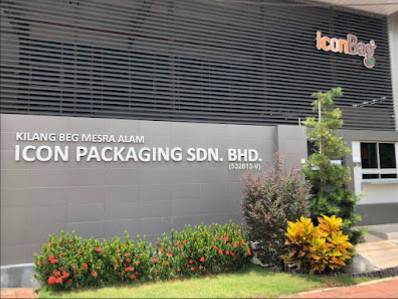 iconBag
KILANG BEG MESRA ALAM
ICON PACKAGING SDN. BHD.
(532813-V)